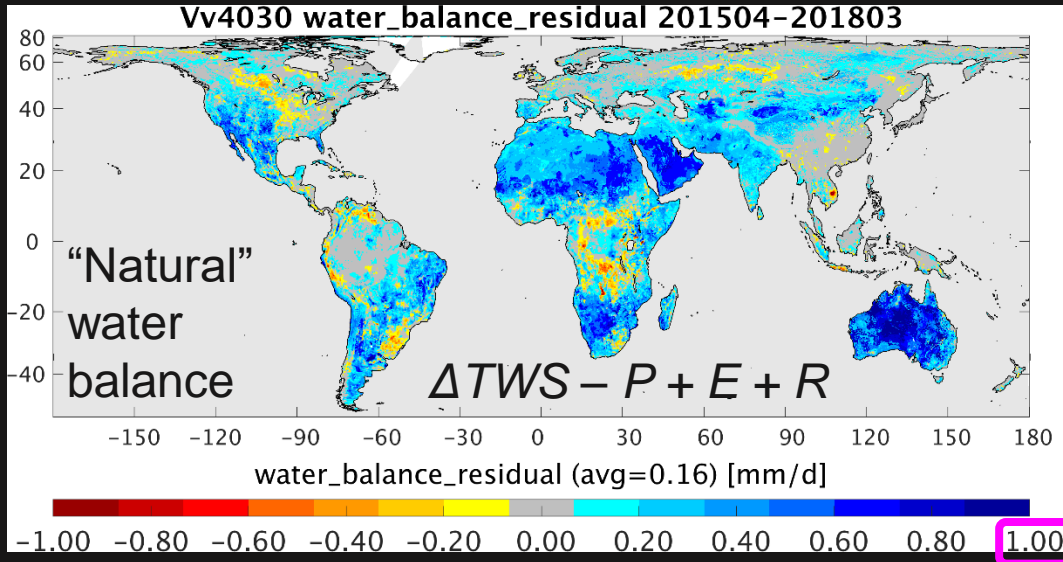 Vv4030 water_balance_residual 201504–201803
80
60
40
20
0
−20
−40
“Natural”
water
balance
ΔTWS – P + E + R
−150 −120 −90 −60 −30 0 30 60 90 120 150 180
water_balance_residual (avg=0.16) [mm/d]
−1.00 −0.80 −0.60 −0.40 −0.20 0.00 0.20 0.40 0.60 0.80 1.00